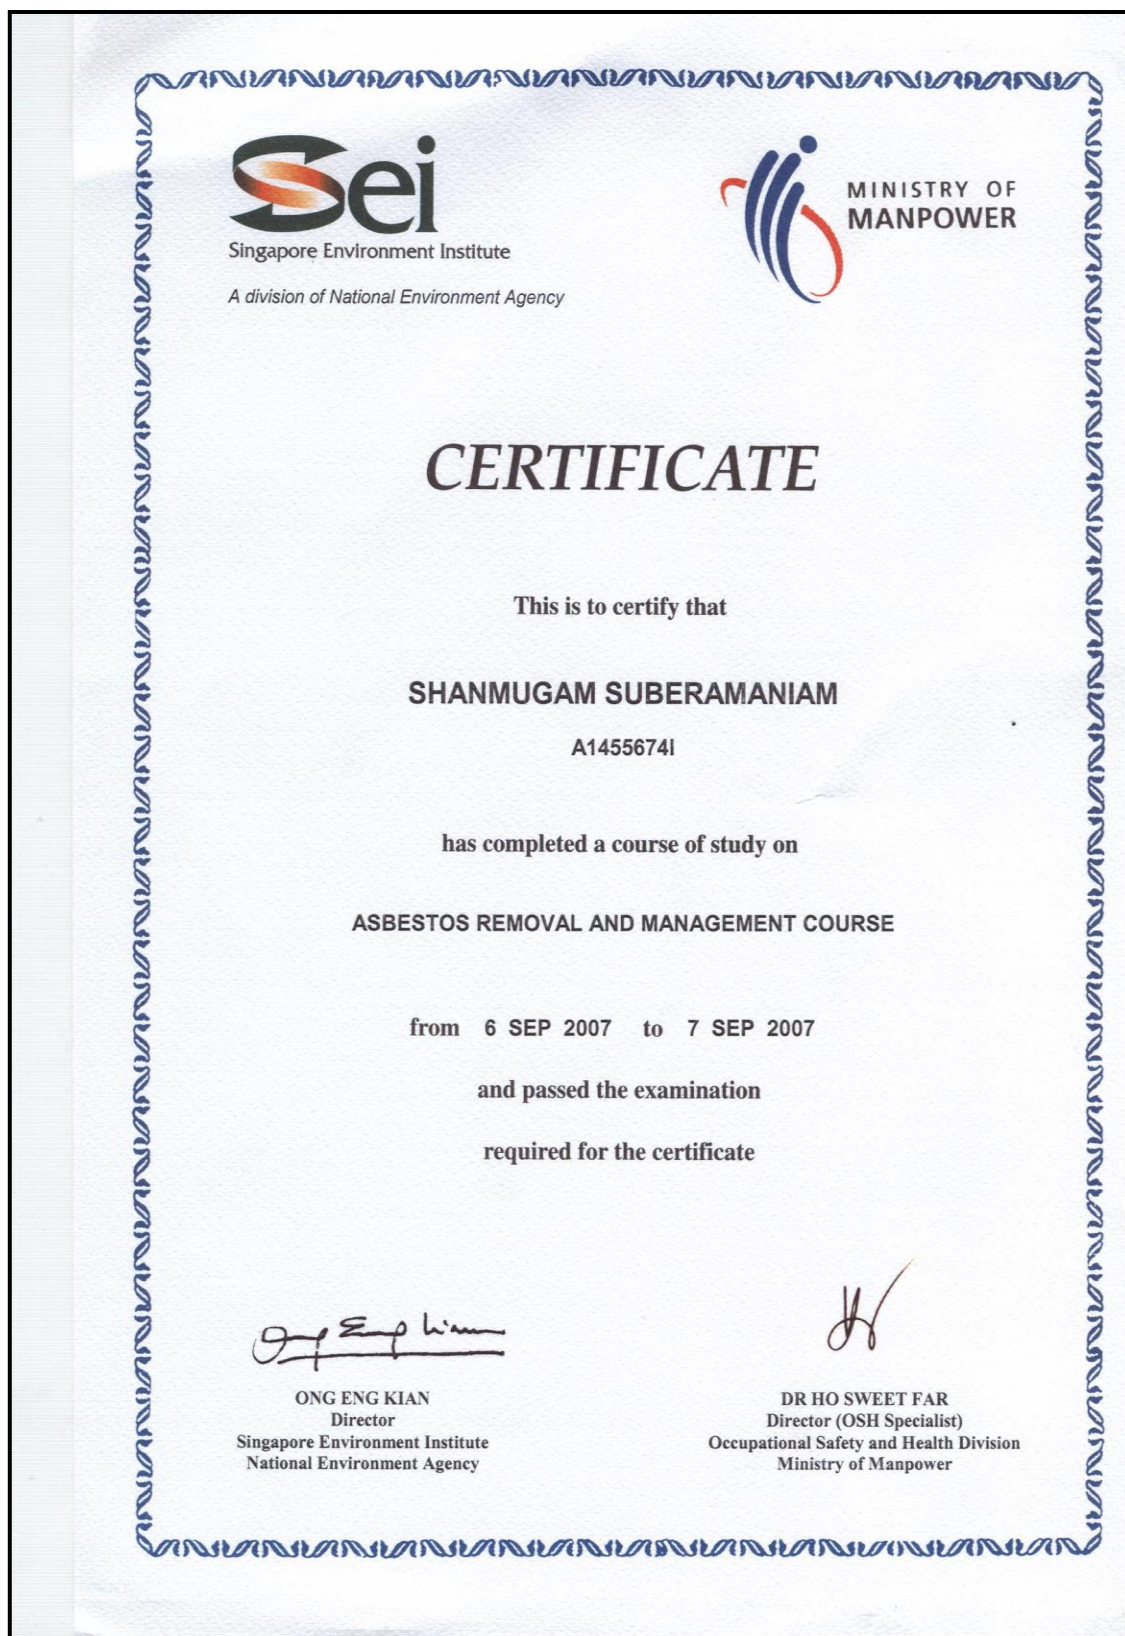 Sei
Singapore Environment Institute
A division of National Environment Agency
MINISTRY OF
MANPOWER
CERTIFICATE
This is to certify that
SHANMUGAM SUBERAMANIAM
A1455674I
has completed a course of study on
ASBESTOS REMOVAL AND MANAGEMENT COURSE
from 6 SEP 2007 to 7 SEP 2007
and passed the examination
required for the certificate
Ong Eng Kian
ONG ENG KIAN
Director
Singapore Environment Institute
National Environment Agency
DR HO SWEET FAR
Director (OSH Specialist)
Occupational Safety and Health Division
Ministry of Manpower